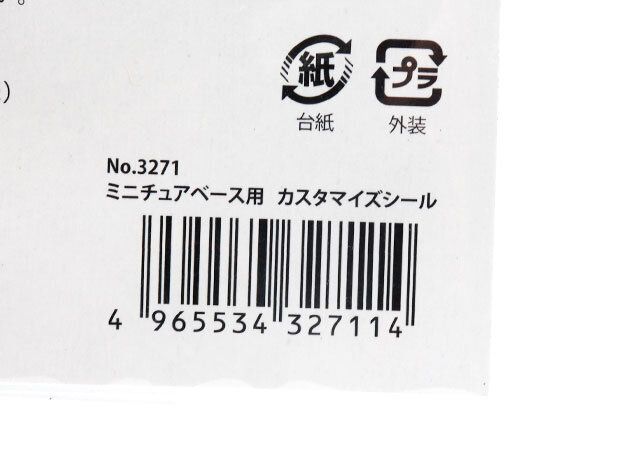 。
)
紙 プラ
台紙 外装
No.3271
ミニチュアベース用 カスタマイズシール
4 965534 327114